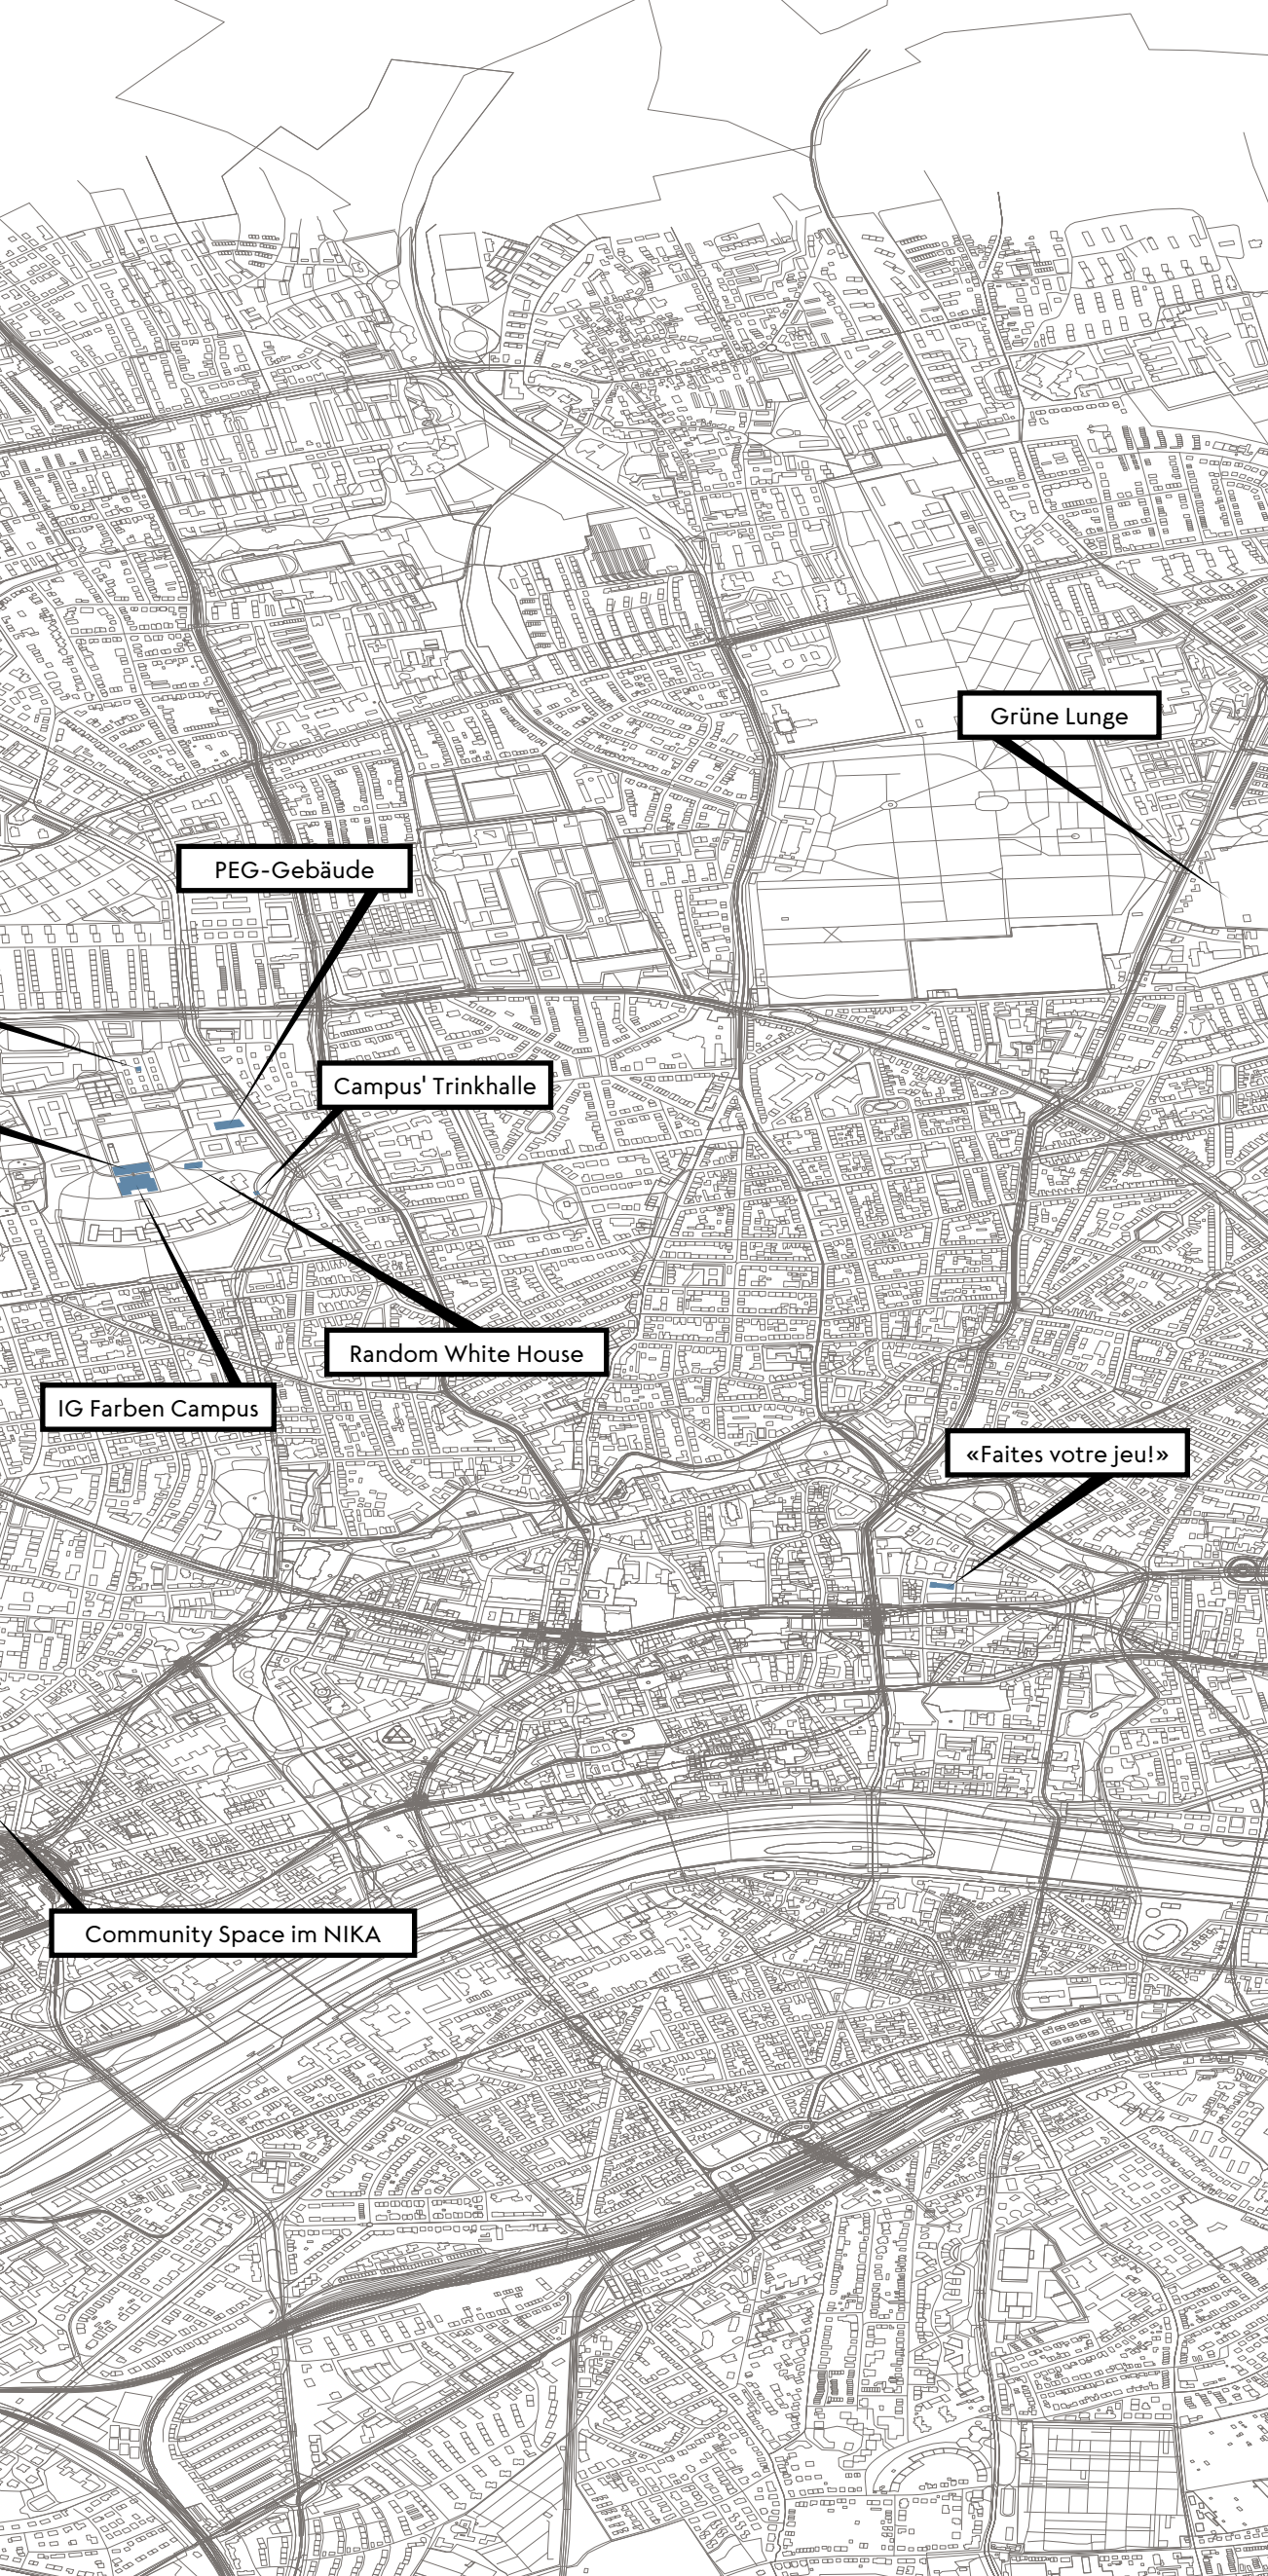 Grüne Lunge
PEG-Gebäude
Campus' Trinkhalle
Random White House
IG Farben Campus
«Faites votre jeu!»
Community Space im NIKA